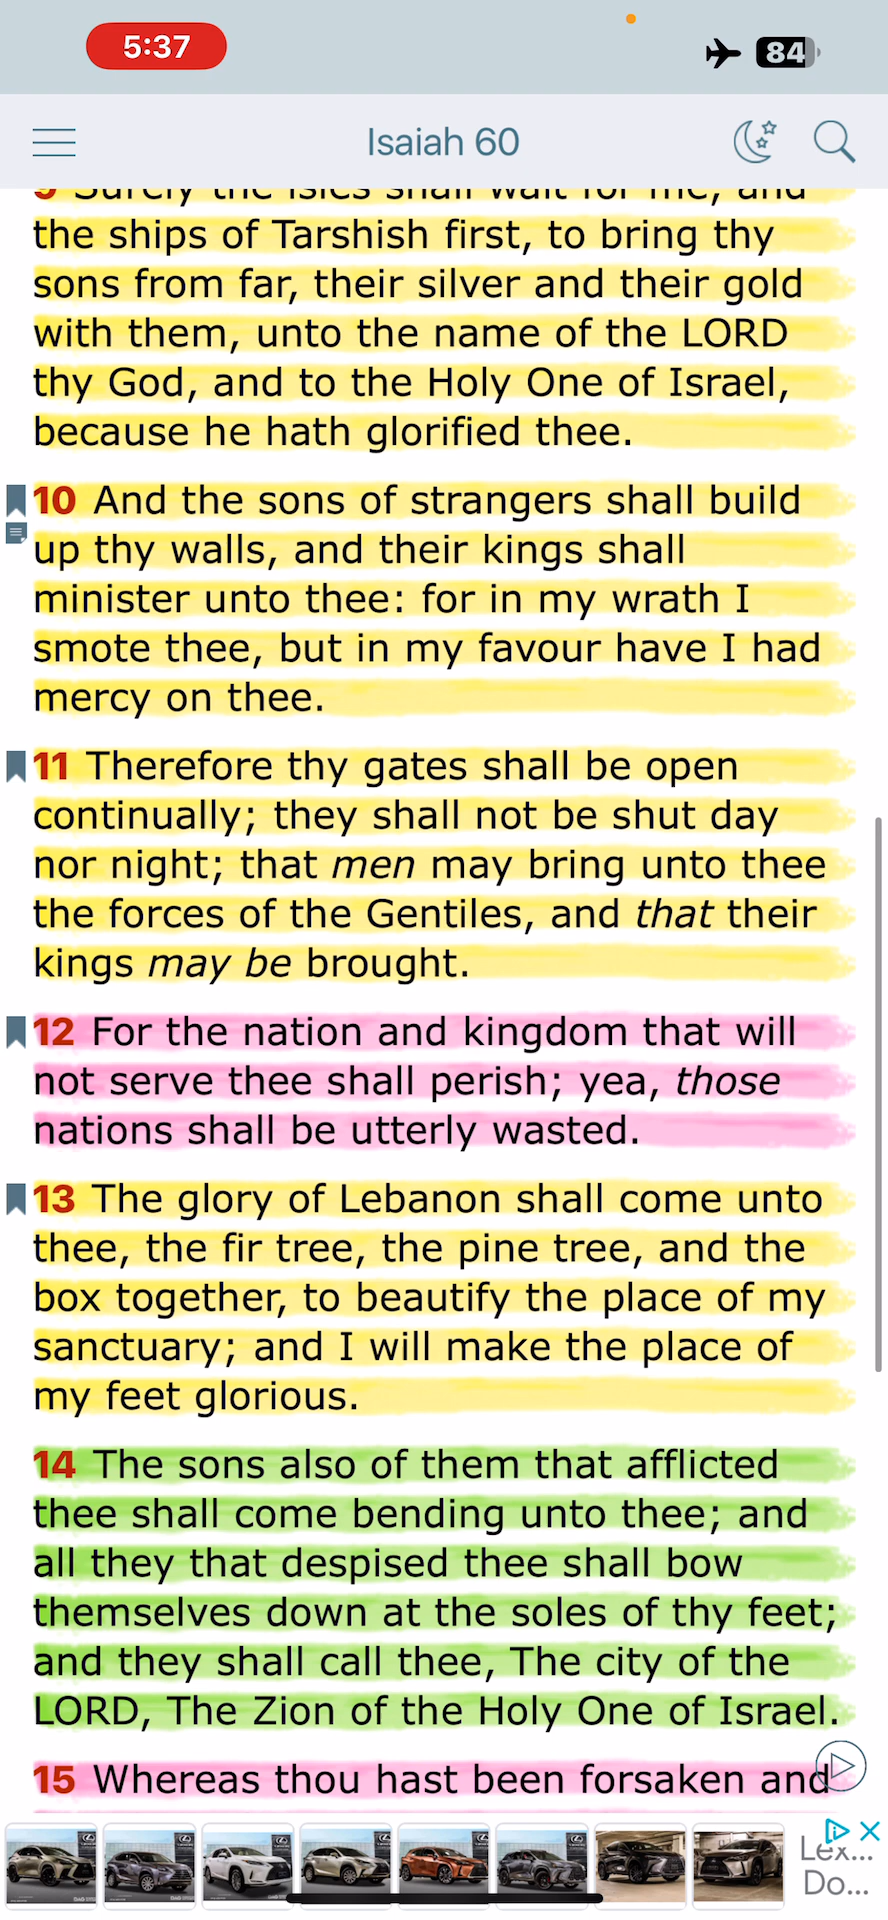 5:37
84
Isaiah 60
9 Surely the isles shall wait for me, and
the ships of Tarshish first, to bring thy
sons from far, their silver and their gold
with them, unto the name of the LORD
thy God, and to the Holy One of Israel,
because he hath glorified thee.
10 And the sons of strangers shall build
up thy walls, and their kings shall
minister unto thee: for in my wrath I
smote thee, but in my favour have I had
mercy on thee.
11 Therefore thy gates shall be open
continually; they shall not be shut day
nor night; that men may bring unto thee
the forces of the Gentiles, and that their
kings may be brought.
12 For the nation and kingdom that will
not serve thee shall perish; yea, those
nations shall be utterly wasted.
13 The glory of Lebanon shall come unto
thee, the fir tree, the pine tree, and the
box together, to beautify the place of my
sanctuary; and I will make the place of
my feet glorious.
14 The sons also of them that afflicted
thee shall come bending unto thee; and
all they that despised thee shall bow
themselves down at the soles of thy feet;
and they shall call thee, The city of the
LORD, The Zion of the Holy One of Israel.
15 Whereas thou hast been forsaken and
Lex...
Do...